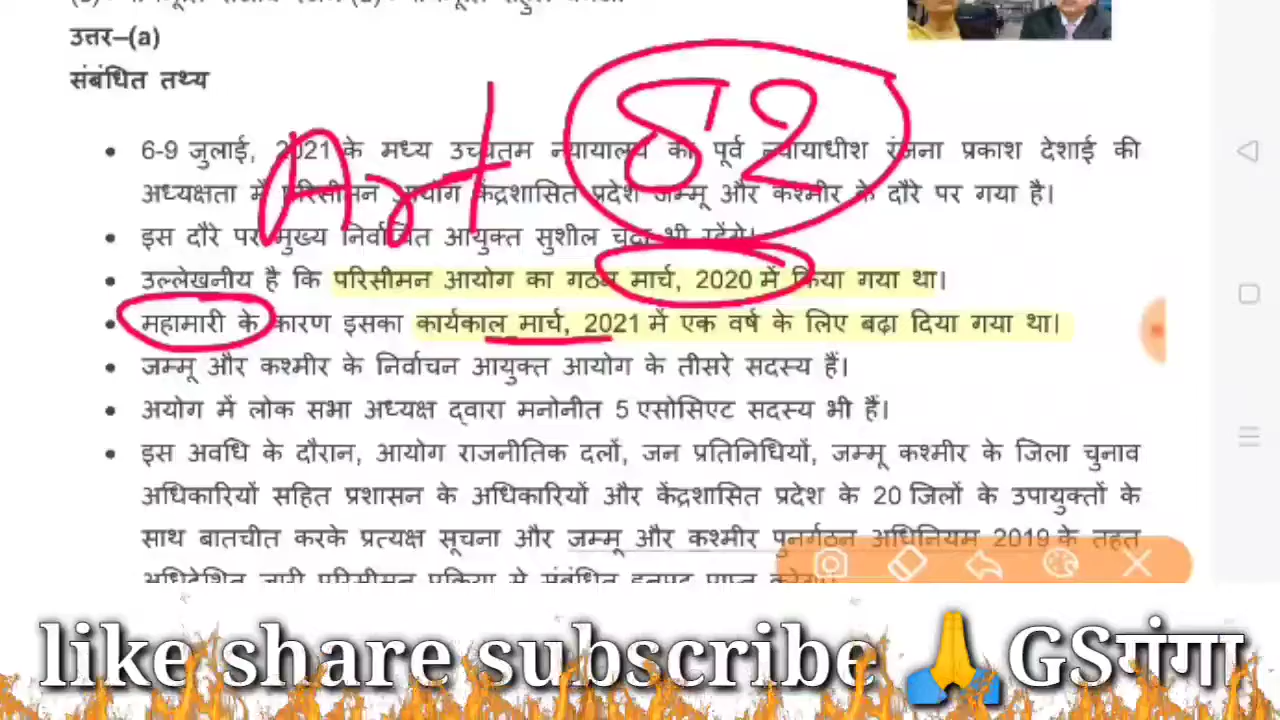 उत्तर–(a)
संबंधित तथ्य
• 6-9 जुलाई, 2021 के मध्य उच्चतम न्यायालय की पूर्व न्यायाधीश रंजना प्रकाश देशाई की
अध्यक्षता में परिसीमन आयोग केंद्रशासित प्रदेश जम्मू और कश्मीर के दौरे पर गया है।
• इस दौरे पर मुख्य निर्वाचित आयुक्त सुशील चंद्रा भी रहेंगे।
• उल्लेखनीय है कि परिसीमन आयोग का गठन मार्च, 2020 में किया गया था।
• महामारी के कारण इसका कार्यकाल मार्च, 2021 में एक वर्ष के लिए बढ़ा दिया गया था।
• जम्मू और कश्मीर के निर्वाचन आयुक्त आयोग के तीसरे सदस्य हैं।
• अयोग में लोक सभा अध्यक्ष द्वारा मनोनीत 5 एसोसिएट सदस्य भी हैं।
• इस अवधि के दौरान, आयोग राजनीतिक दलों, जन प्रतिनिधियों, जम्मू कश्मीर के जिला चुनाव
अधिकारियों सहित प्रशासन के अधिकारियों और केंद्रशासित प्रदेश के 20 जिलों के उपायुक्तों के
साथ बातचीत करके प्रत्यक्ष सूचना और जम्मू और कश्मीर पुनर्गठन अधिनियम 2019 के तहत
Art 82
like share subscribe 🙏 GSगंगा